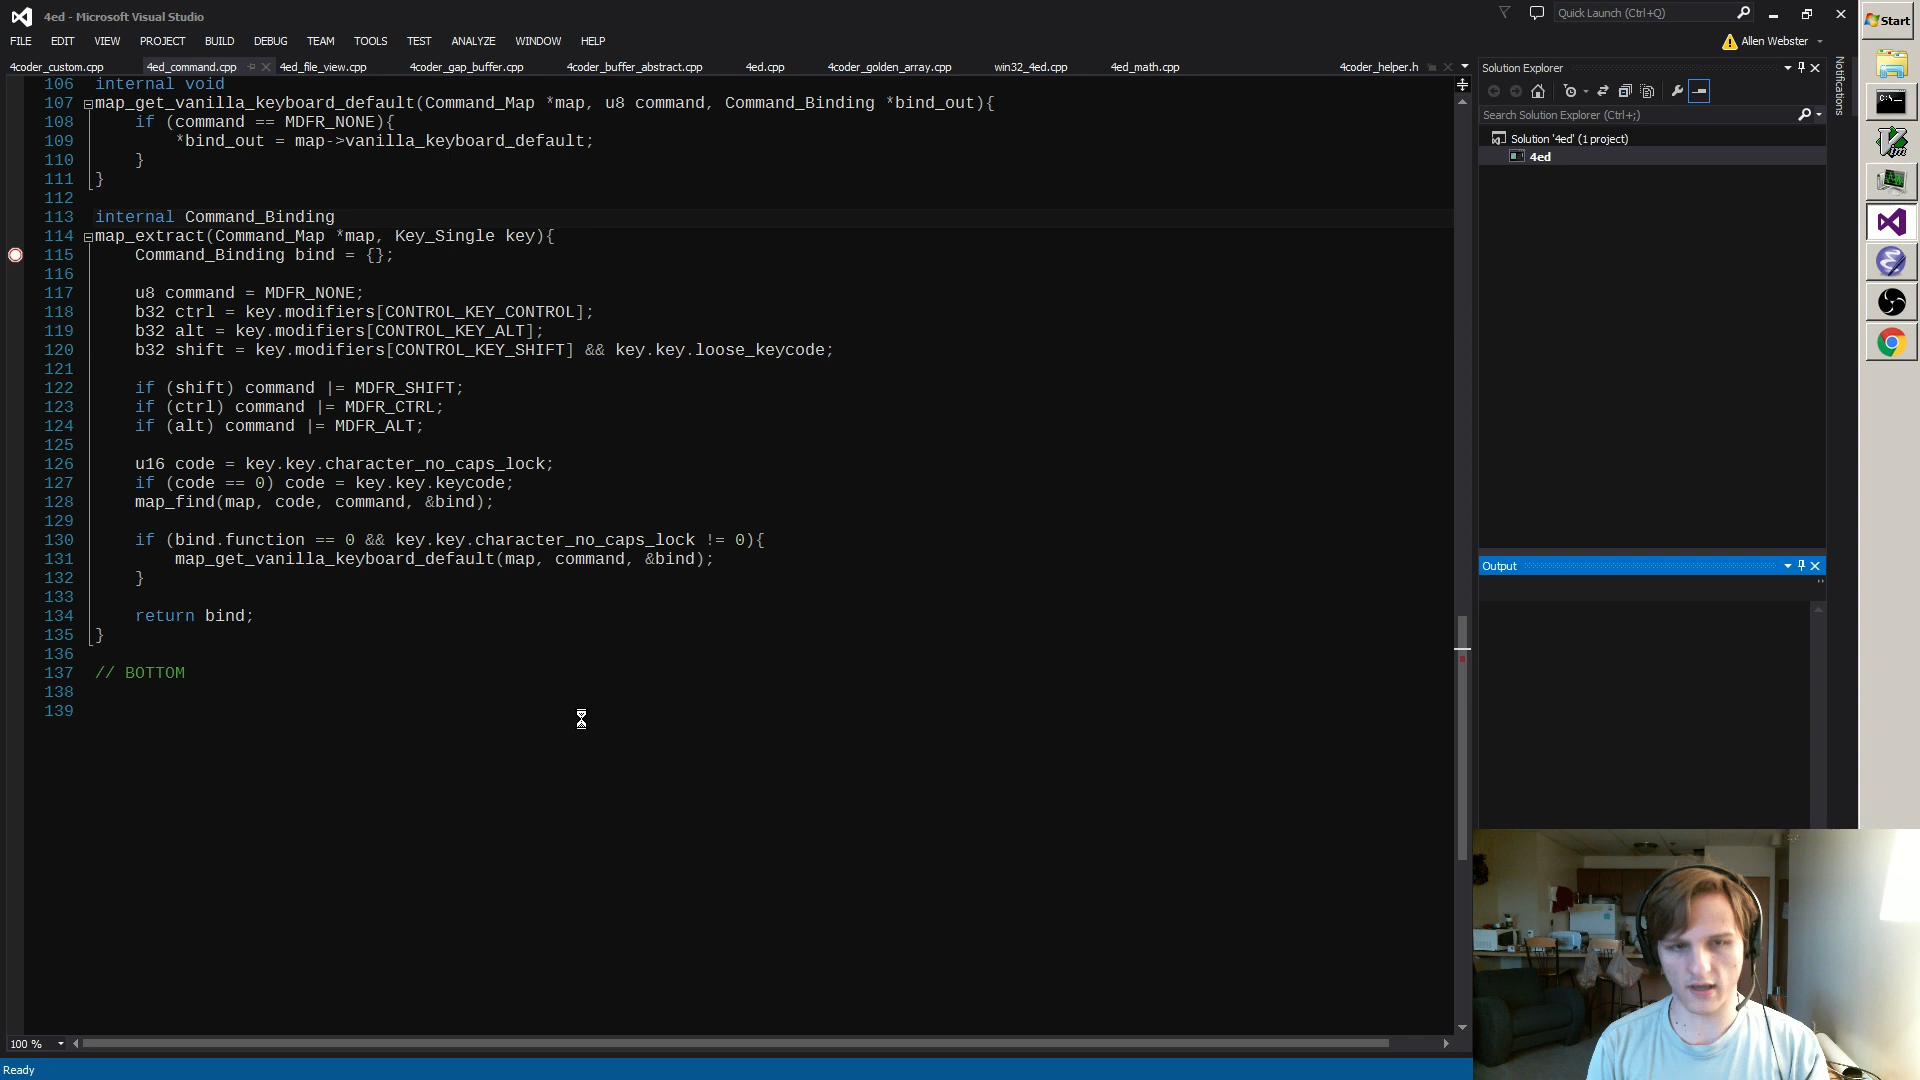 4ed - Microsoft Visual Studio
Quick Launch (Ctrl+Q)
Start
FILE EDIT VIEW PROJECT BUILD DEBUG TEAM TOOLS TEST ANALYZE WINDOW HELP
Allen Webster
4coder_custom.cpp 4ed_command.cpp 4ed_file_view.cpp 4coder_gap_buffer.cpp 4coder_buffer_abstract.cpp 4ed.cpp 4coder_golden_array.cpp win32_4ed.cpp 4ed_math.cpp 4coder_helper.h
106 internal void
107 map_get_vanilla_keyboard_default(Command_Map *map, u8 command, Command_Binding *bind_out){
108 if (command == MDFR_NONE){
109 *bind_out = map->vanilla_keyboard_default;
110 }
111 }
112
113 internal Command_Binding
114 map_extract(Command_Map *map, Key_Single key){
115 Command_Binding bind = {};
116
117 u8 command = MDFR_NONE;
118 b32 ctrl = key.modifiers[CONTROL_KEY_CONTROL];
119 b32 alt = key.modifiers[CONTROL_KEY_ALT];
120 b32 shift = key.modifiers[CONTROL_KEY_SHIFT] && key.key.loose_keycode;
121
122 if (shift) command |= MDFR_SHIFT;
123 if (ctrl) command |= MDFR_CTRL;
124 if (alt) command |= MDFR_ALT;
125
126 u16 code = key.key.character_no_caps_lock;
127 if (code == 0) code = key.key.keycode;
128 map_find(map, code, command, &bind);
129
130 if (bind.function == 0 && key.key.character_no_caps_lock != 0){
131 map_get_vanilla_keyboard_default(map, command, &bind);
132 }
133
134 return bind;
135 }
136
137 // BOTTOM
138
139
100 %
Ready
Solution Explorer
Search Solution Explorer (Ctrl+;)
Solution '4ed' (1 project)
4ed
Output
Notifications